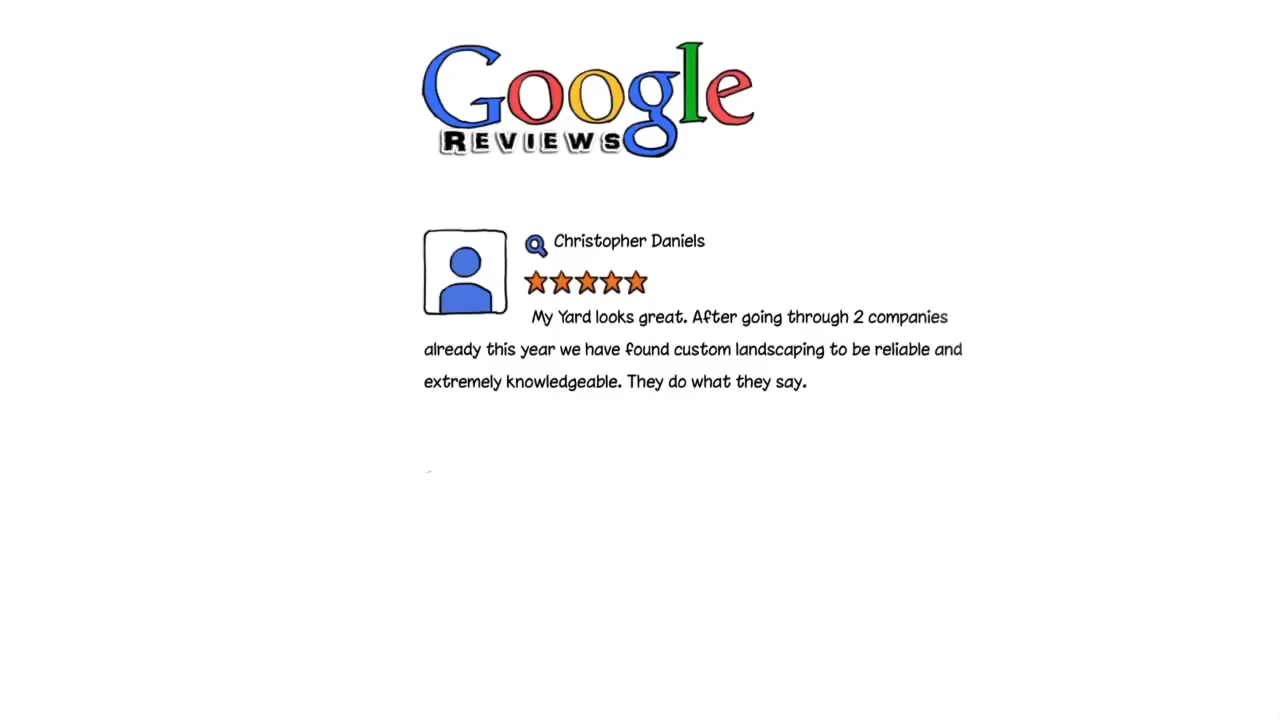 Google
REVIEWS
Christopher Daniels
My Yard looks great. After going through 2 companies
already this year we have found custom landscaping to be reliable and
extremely knowledgeable. They do what they say.